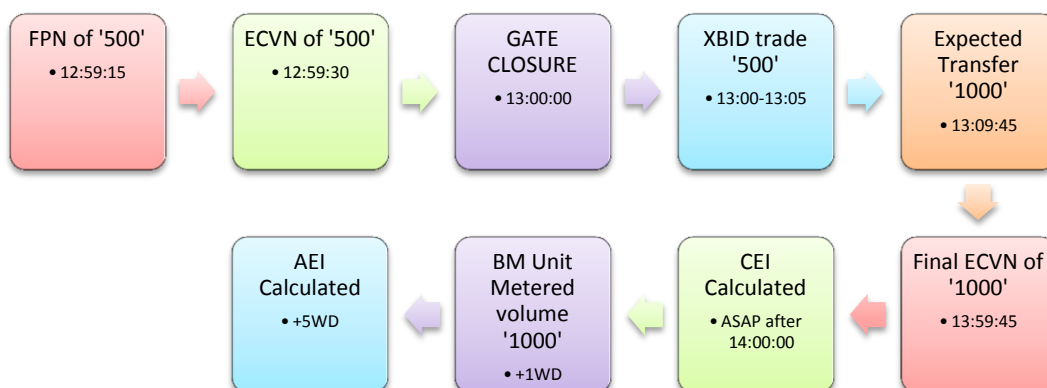 FPN of '500'
• 12:59:15
ECVN of '500'
• 12:59:30
GATE
CLOSURE
• 13:00:00
XBID trade
'500'
• 13:00-13:05
Expected
Transfer
'1000'
• 13:09:45
Final ECVN of
'1000'
• 13:59:45
CEI
Calculated
• ASAP after
14:00:00
BM Unit
Metered
volume
'1000'
• +1WD
AEI
Calculated
• +5WD